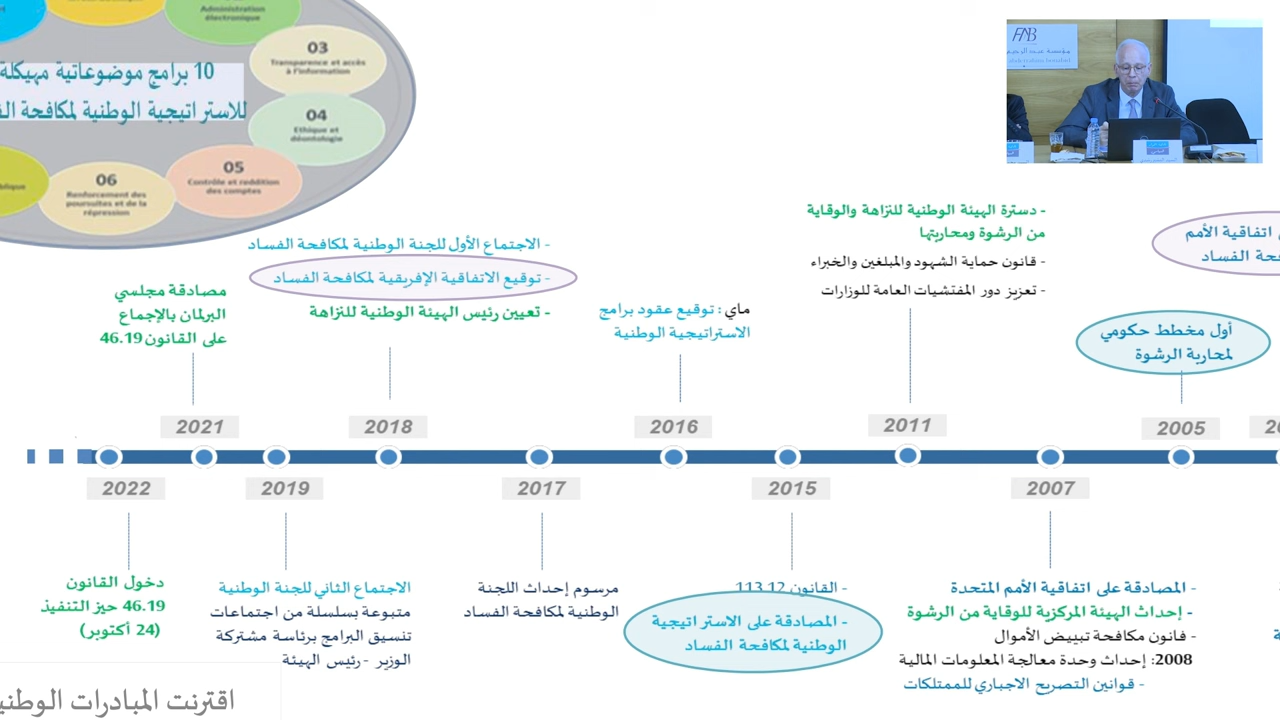 Administration
électronique
03
Transparence et accès
à l'information
04
Ethique et
déontologie
05
Contrôle et reddition
des comptes
06
Renforcement des
poursuites et de la
répression
10 برامج موضوعاتية مهيكلة
للاستراتيجية الوطنية لمكافحة
FAB
مؤسسة عبد الرحيم
- دسترة الهيئة الوطنية للنزاهة والوقاية
من الرشوة ومحاربتها
- قانون حماية الشهود والمبلغين والخبراء
- تعزيز دور المفتشيات العامة للوزارات
اتفاقية الأمم
الفساد
أول مخطط حكومي
لمحاربة الرشوة
ماي : توقيع عقود برامج
الاستراتيجية الوطنية
- الاجتماع الأول للجنة الوطنية لمكافحة الفساد
- توقيع الاتفاقية الإفريقية لمكافحة الفساد
- تعيين رئيس الهيئة الوطنية للنزاهة
مصادقة مجلسي
البرلمان بالإجماع
على القانون 46.19
2005
2011
2016
2018
2021
2007
2015
2017
2019
2022
- المصادقة على اتفاقية الأمم المتحدة
- إحداث الهيئة المركزية للوقاية من الرشوة
- قانون مكافحة تبييض الأموال
2008: إحداث وحدة معالجة المعلومات المالية
- قوانين التصريح الاجباري للممتلكات
- القانون 113.12
- المصادقة على الاستراتيجية
الوطنية لمكافحة الفساد
مرسوم إحداث اللجنة
الوطنية لمكافحة الفساد
الاجتماع الثاني للجنة الوطنية
متبوعة بسلسلة من اجتماعات
تنسيق البرامج برئاسة مشتركة
الوزير - رئيس الهيئة
دخول القانون
46.19 حيز التنفيذ
(24 أكتوبر)
اقترنت المبادرات